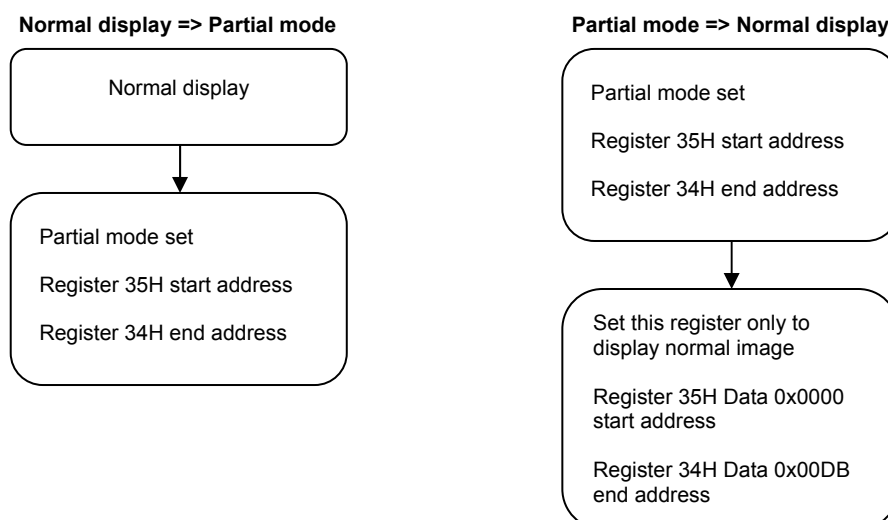 Normal display => Partial mode
Normal display
Partial mode set
Register 35H start address
Register 34H end address
Partial mode => Normal display
Partial mode set
Register 35H start address
Register 34H end address
Set this register only to
display normal image
Register 35H Data 0x0000
start address
Register 34H Data 0x00DB
end address